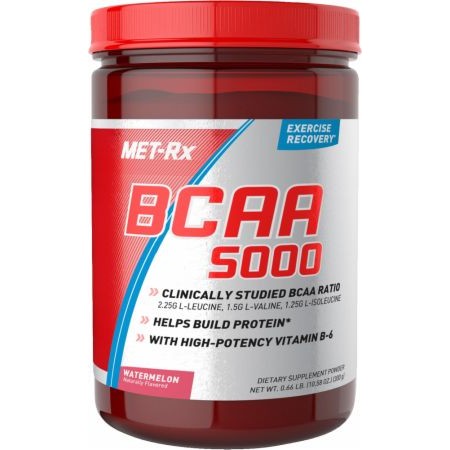 EXERCISE
RECOVERY*
MET-Rx
BCAA
5000
» CLINICALLY STUDIED BCAA RATIO
2.25G L-LEUCINE, 1.5G L-VALINE, 1.25G L-ISOLEUCINE
» HELPS BUILD PROTEIN*
» WITH HIGH-POTENCY VITAMIN B-6
WATERMELON
Naturally Flavored
DIETARY SUPPLEMENT POWDER
NET WT. 0.66 LB. (10.58 OZ.) (300 g)